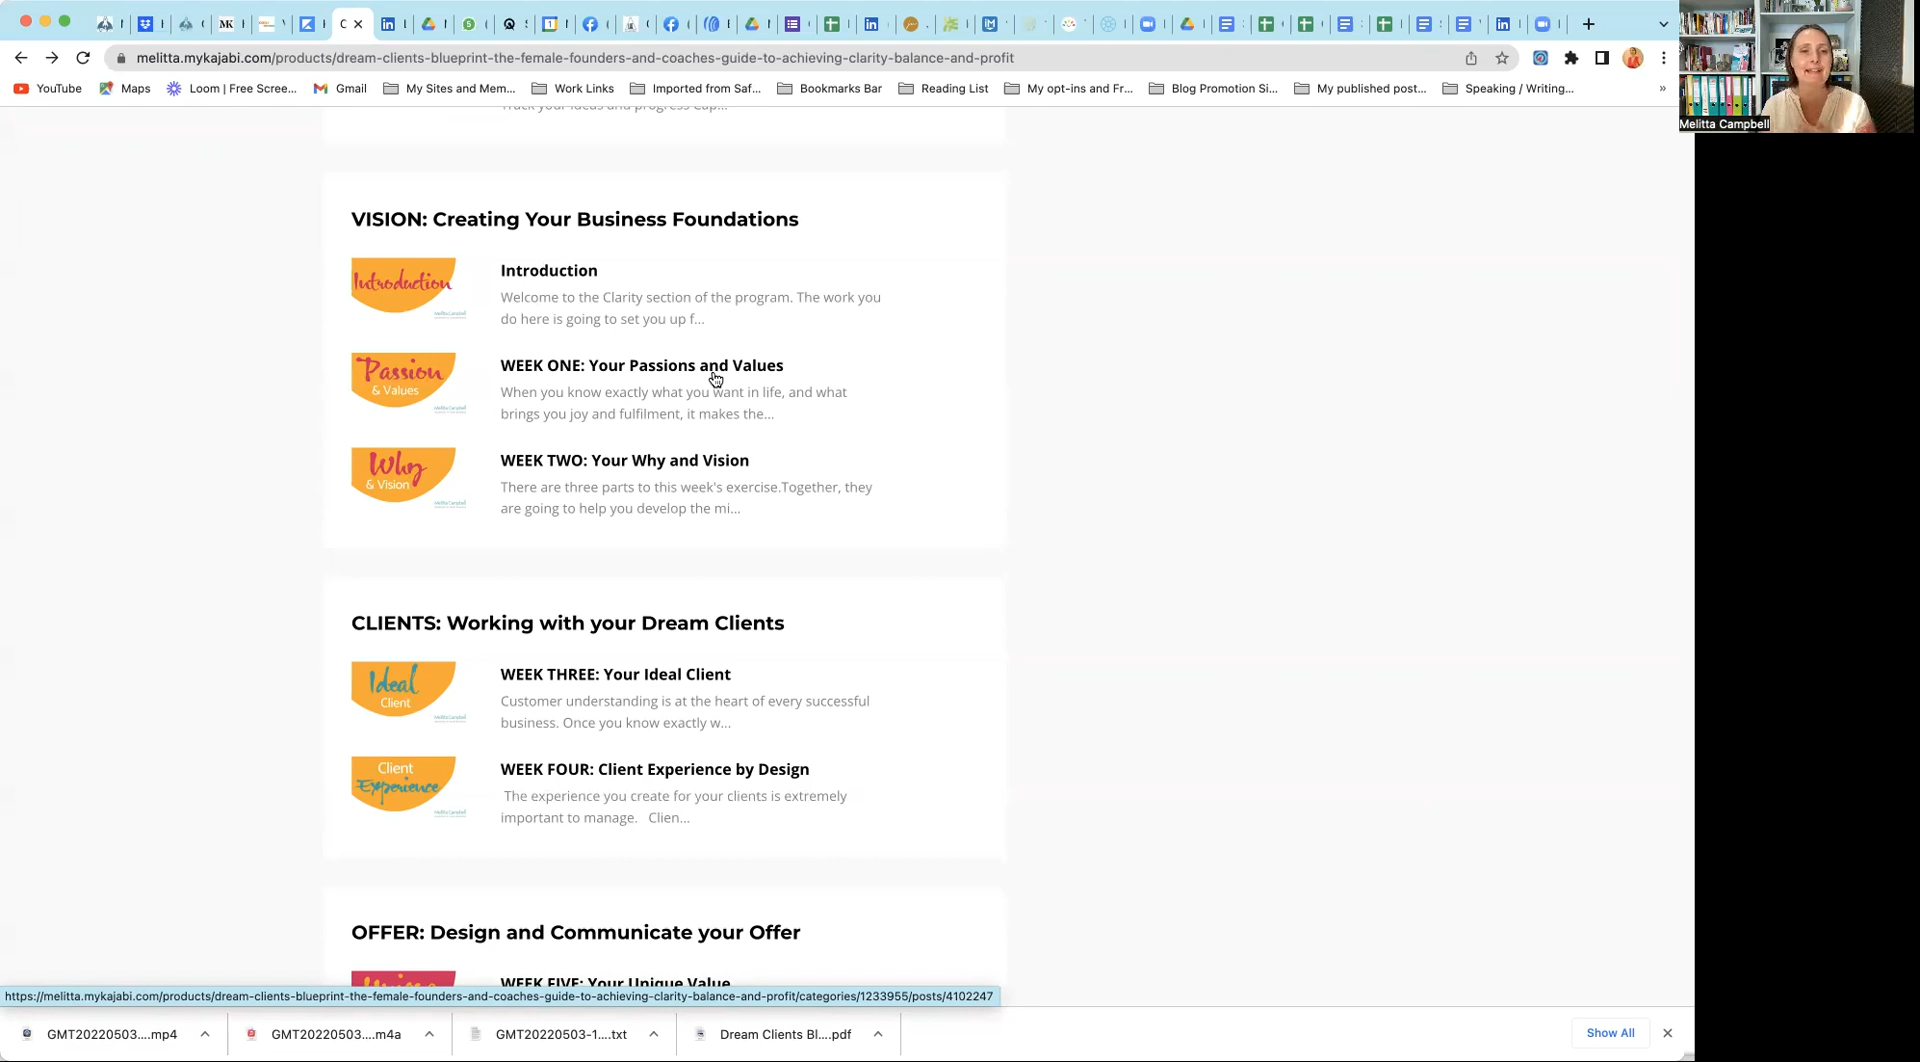 melitta.mykajabi.com/products/dream-clients-blueprint-the-female-founders-and-coaches-guide-to-achieving-clarity-balance-and-profit
YouTube
Maps
Loom | Free Scree...
Gmail
My Sites and Mem...
Work Links
Imported from Saf...
Bookmarks Bar
Reading List
My opt-ins and Fr...
Blog Promotion Si...
My published post...
Speaking / Writing...
»
Melitta Campbell
VISION: Creating Your Business Foundations
Introduction
Introduction
Welcome to the Clarity section of the program. The work you
do here is going to set you up f...
Passion
& Values
WEEK ONE: Your Passions and Values
When you know exactly what you want in life, and what
brings you joy and fulfilment, it makes the...
Why
& Vision
WEEK TWO: Your Why and Vision
There are three parts to this week's exercise.Together, they
are going to help you develop the mi...
CLIENTS: Working with your Dream Clients
Ideal
Client
WEEK THREE: Your Ideal Client
Customer understanding is at the heart of every successful
business. Once you know exactly w...
Client
Experience
WEEK FOUR: Client Experience by Design
The experience you create for your clients is extremely
important to manage. Clien...
OFFER: Design and Communicate your Offer
WEEK FIVE: Your Unique Value
https://melitta.mykajabi.com/products/dream-clients-blueprint-the-female-founders-and-coaches-guide-to-achieving-clarity-balance-and-profit/categories/1233955/posts/4102247
GMT20220503....mp4
GMT20220503....m4a
GMT20220503-1....txt
Dream Clients Bl....pdf
Show All